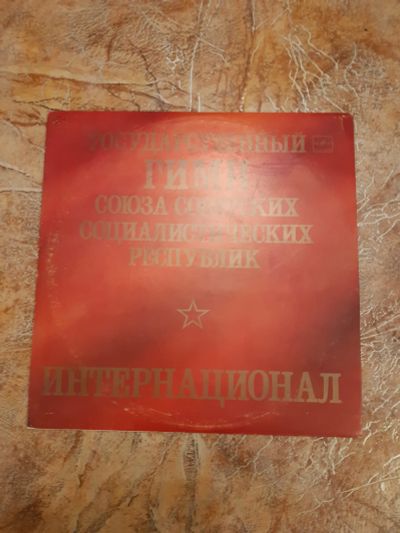 ГОСУДАРСТВЕННЫЙ
ГИМН
СОЮЗА СОВЕТСКИХ
СОЦИАЛИСТИЧЕСКИХ
РЕСПУБЛИК
ИНТЕРНАЦИОНАЛ